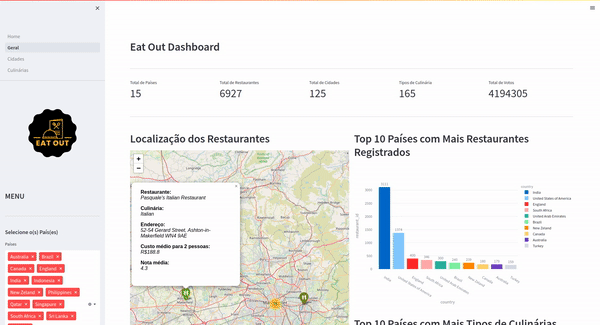 Home
Geral
Cidades
Culinárias
EAT OUT
MENU
Selecione o(s) País(es)
Países
Australia
Brazil
Canada
England
India
Indonesia
New Zeland
Philippines
Qatar
Singapure
South Africa
Sri Lanka
Eat Out Dashboard
Total de Países
15
Total de Restaurantes
6927
Total de Cidades
125
Tipos de Culinária
165
Total de Votos
4194305
Localização dos Restaurantes
+
−
Restaurante:
Pasquale's Italian Restaurant
Culinária:
Italian
Endereço:
52-54 Gerard Street, Ashton-in-
Makerfield WN4 9AE
Custo médio para 2 pessoas:
R$188.8
Nota média:
4.3
Top 10 Países com Mais Restaurantes
Registrados
restaurant_id
country
country
India
United States of America
England
South Africa
United Arab Emirates
Brazil
New Zeland
Canada
Australia
Turkey
Top 10 Países com Mais Tipos de Culinárias